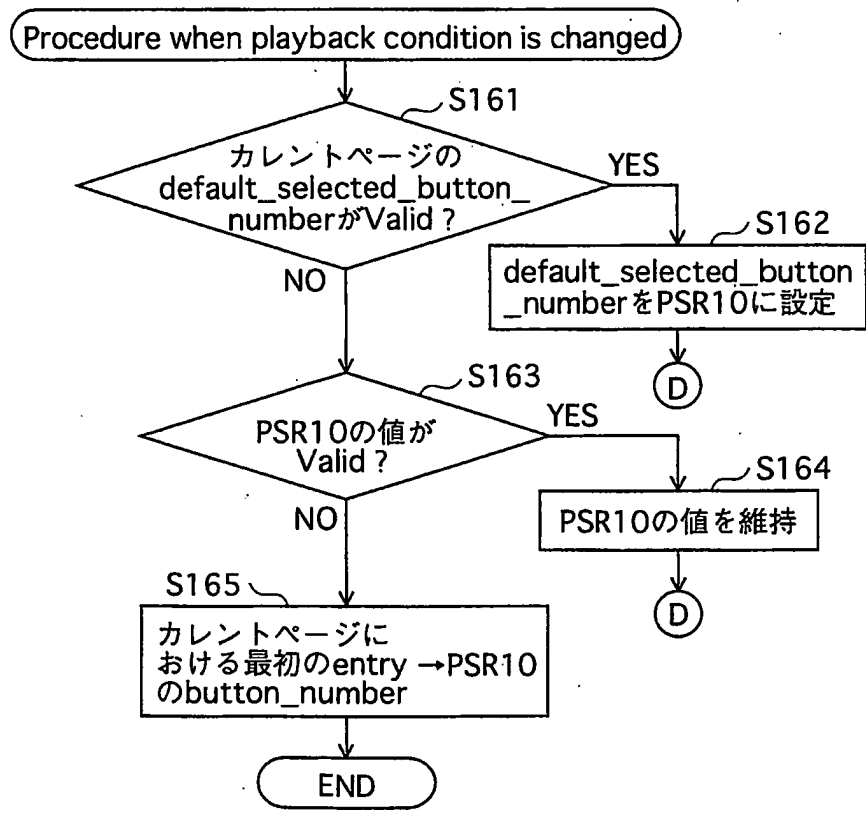 Procedure when playback condition is changed
S161
カレントページの
default_selected_button_
numberがValid ?
YES
NO
S162
default_selected_button
_numberをPSR10に設定
D
S163
PSR10の値が
Valid ?
YES
NO
S164
PSR10の値を維持
D
S165
カレントページに
おける最初のentry →PSR10
のbutton_number
END